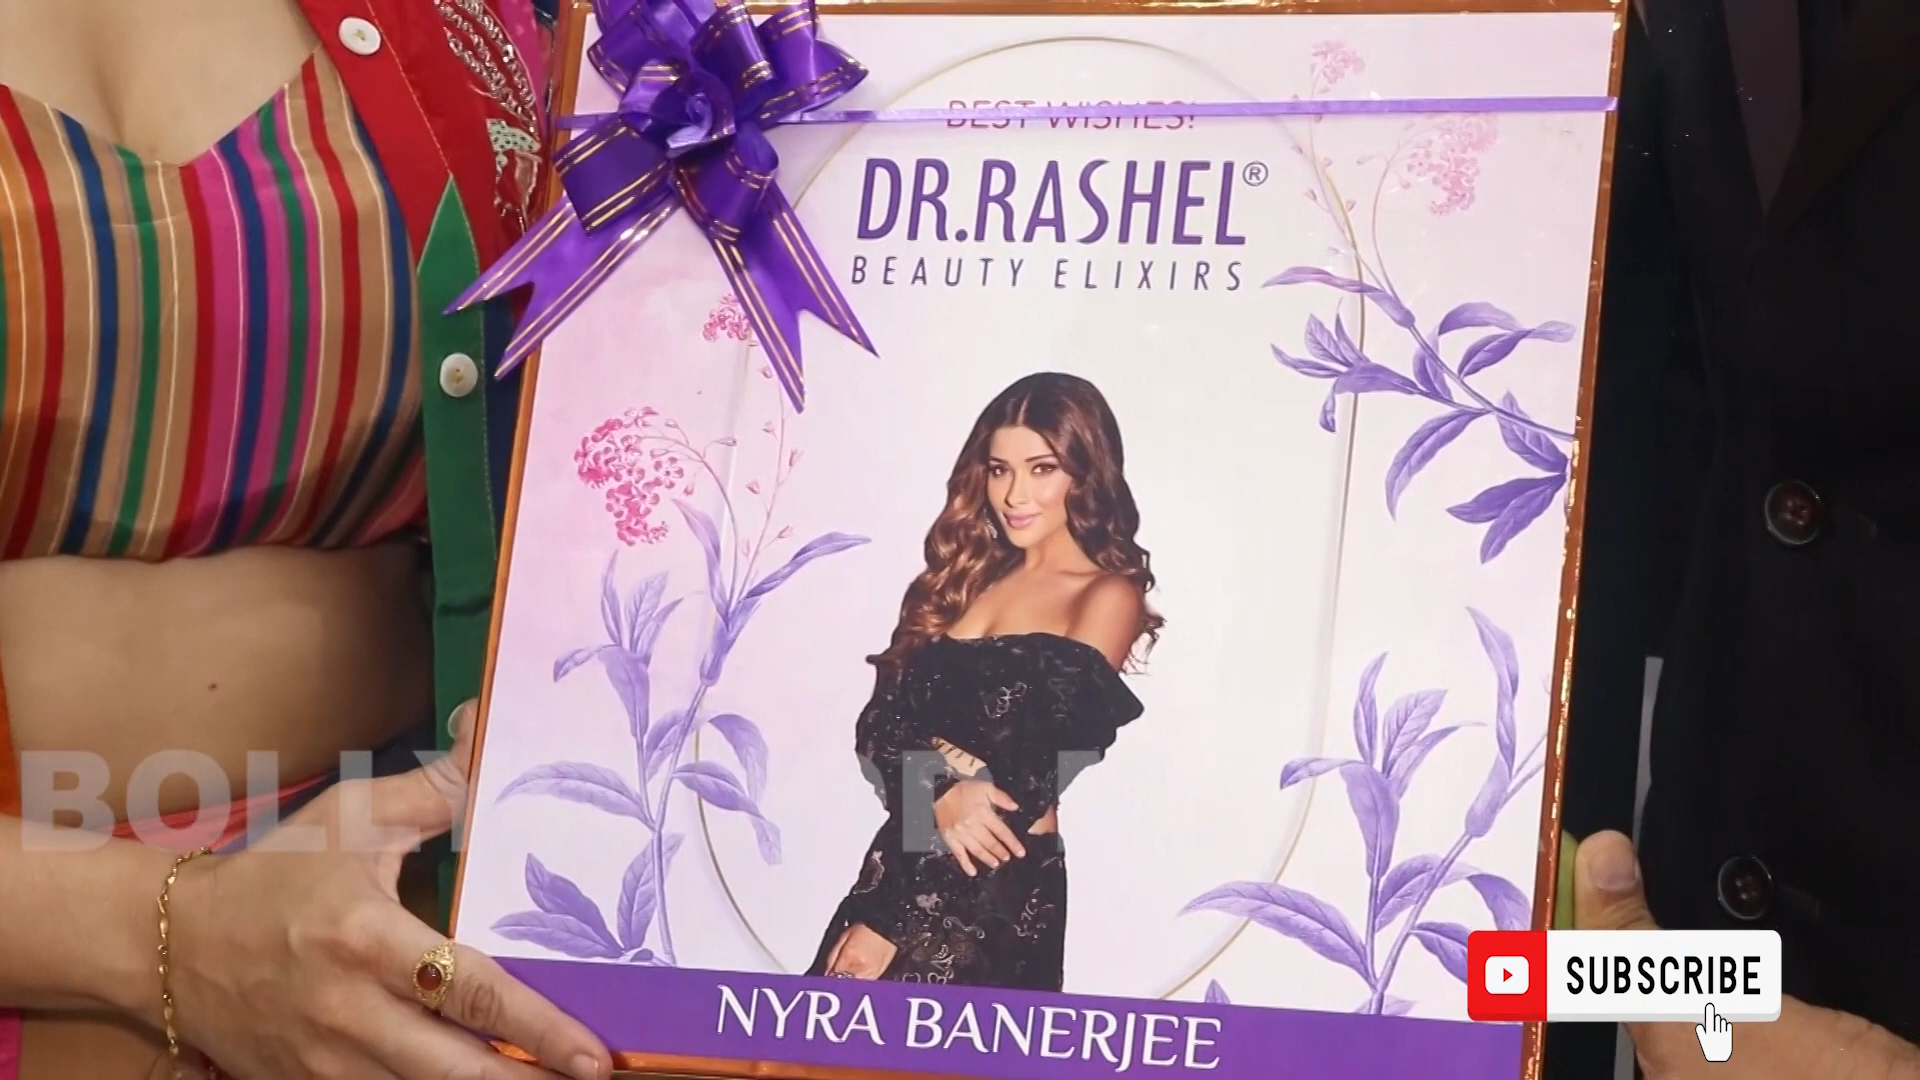 BEST WISHES!
DR.RASHEL®
BEAUTY ELIXIRS
NYRA BANERJEE
SUBSCRIBE